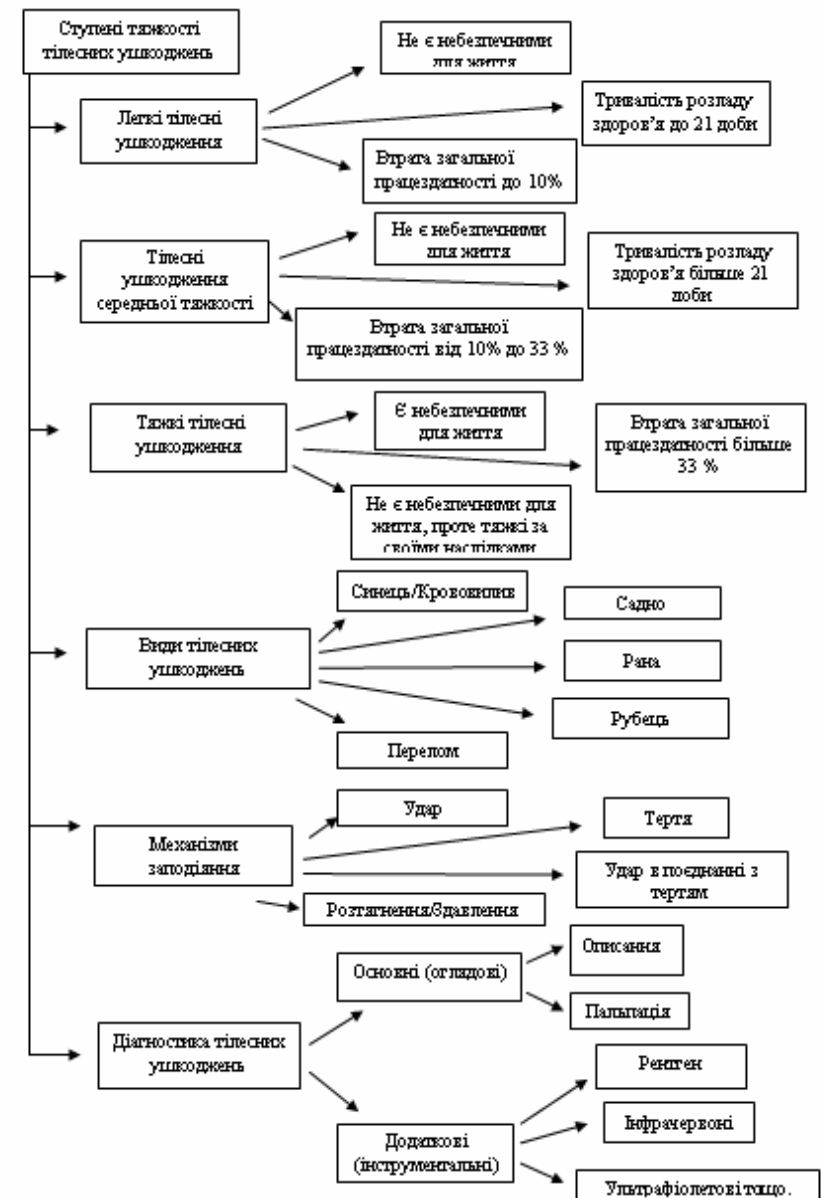 Ступені тяжкості
тілесних ушкоджень
Не є небезпечними
для життя
Легкі тілесні
ушкодження
Тривалість розладу
здоров’я до 21 доби
Втрата загальної
працездатності до 10%
Не є небезпечними
для життя
Тілесні
ушкодження
середньої тяжкості
Тривалість розладу
здоров’я більше 21
доби
Втрата загальної
працездатності від 10% до 33 %
Тяжкі тілесні
ушкодження
Є небезпечними
для життя
Втрата загальної
працездатності більше
33 %
Не є небезпечними для
життя, проте тяжкі за
своїми наслідками
Види тілесних
ушкоджень
Синець/Крововилив
Садно
Рана
Рубець
Перелом
Механізми
заподіяння
Удар
Тертя
Удар в поєднанні з
тертям
Розтягнення/Здавлення
Діагностика тілесних
ушкоджень
Основні (оглядові)
Описання
Пальпація
Додаткові
(інструментальні)
Рентген
Інфрачервоні
Ультрафіолетові тощо.